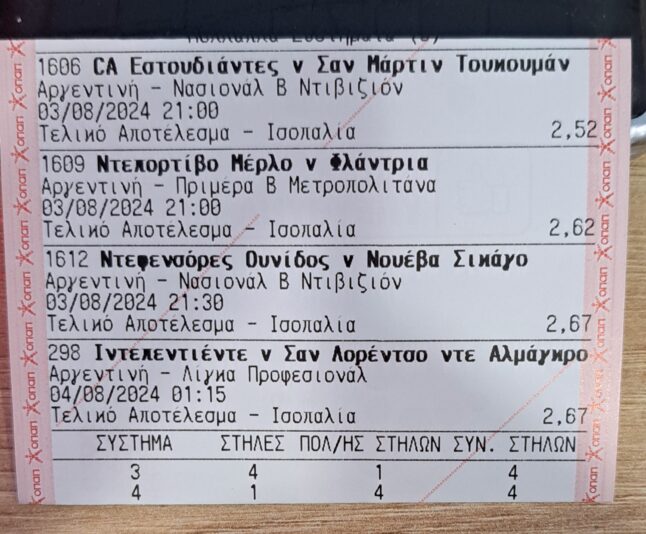 Πολλαπλά Συστήματα (3)
1606 CA Εστουδιάντες v Σαν Μάρτιν Τουκουμάν
Αργεντινή - Νασιονάλ Β Ντιβιζιόν
03/08/2024 21:00
Τελικό Αποτέλεσμα - Ισοπαλία 2,52
1609 Ντεπορτίβο Μέρλο v Φλάντρια
Αργεντινή - Πριμέρα Β Μετροπολιτάνα
03/08/2024 21:00
Τελικό Αποτέλεσμα - Ισοπαλία 2,62
1612 Ντεφενσόρες Ουνίδος v Νουέβα Σικάγο
Αργεντινή - Νασιονάλ Β Ντιβιζιόν
03/08/2024 21:30
Τελικό Αποτέλεσμα - Ισοπαλία 2,67
298 Ιντεπεντιέντε v Σαν Λορέντσο ντε Αλμάγκρο
Αργεντινή - Λίγκα Προφεσιονάλ
04/08/2024 01:15
Τελικό Αποτέλεσμα - Ισοπαλία 2,67
ΣΥΣΤΗΜΑ ΣΤΗΛΕΣ ΠΟΛ/ΗΣ ΣΤΗΛΩΝ ΣΥΝ. ΣΤΗΛΩΝ
3 4 1 4
4 1 4 4